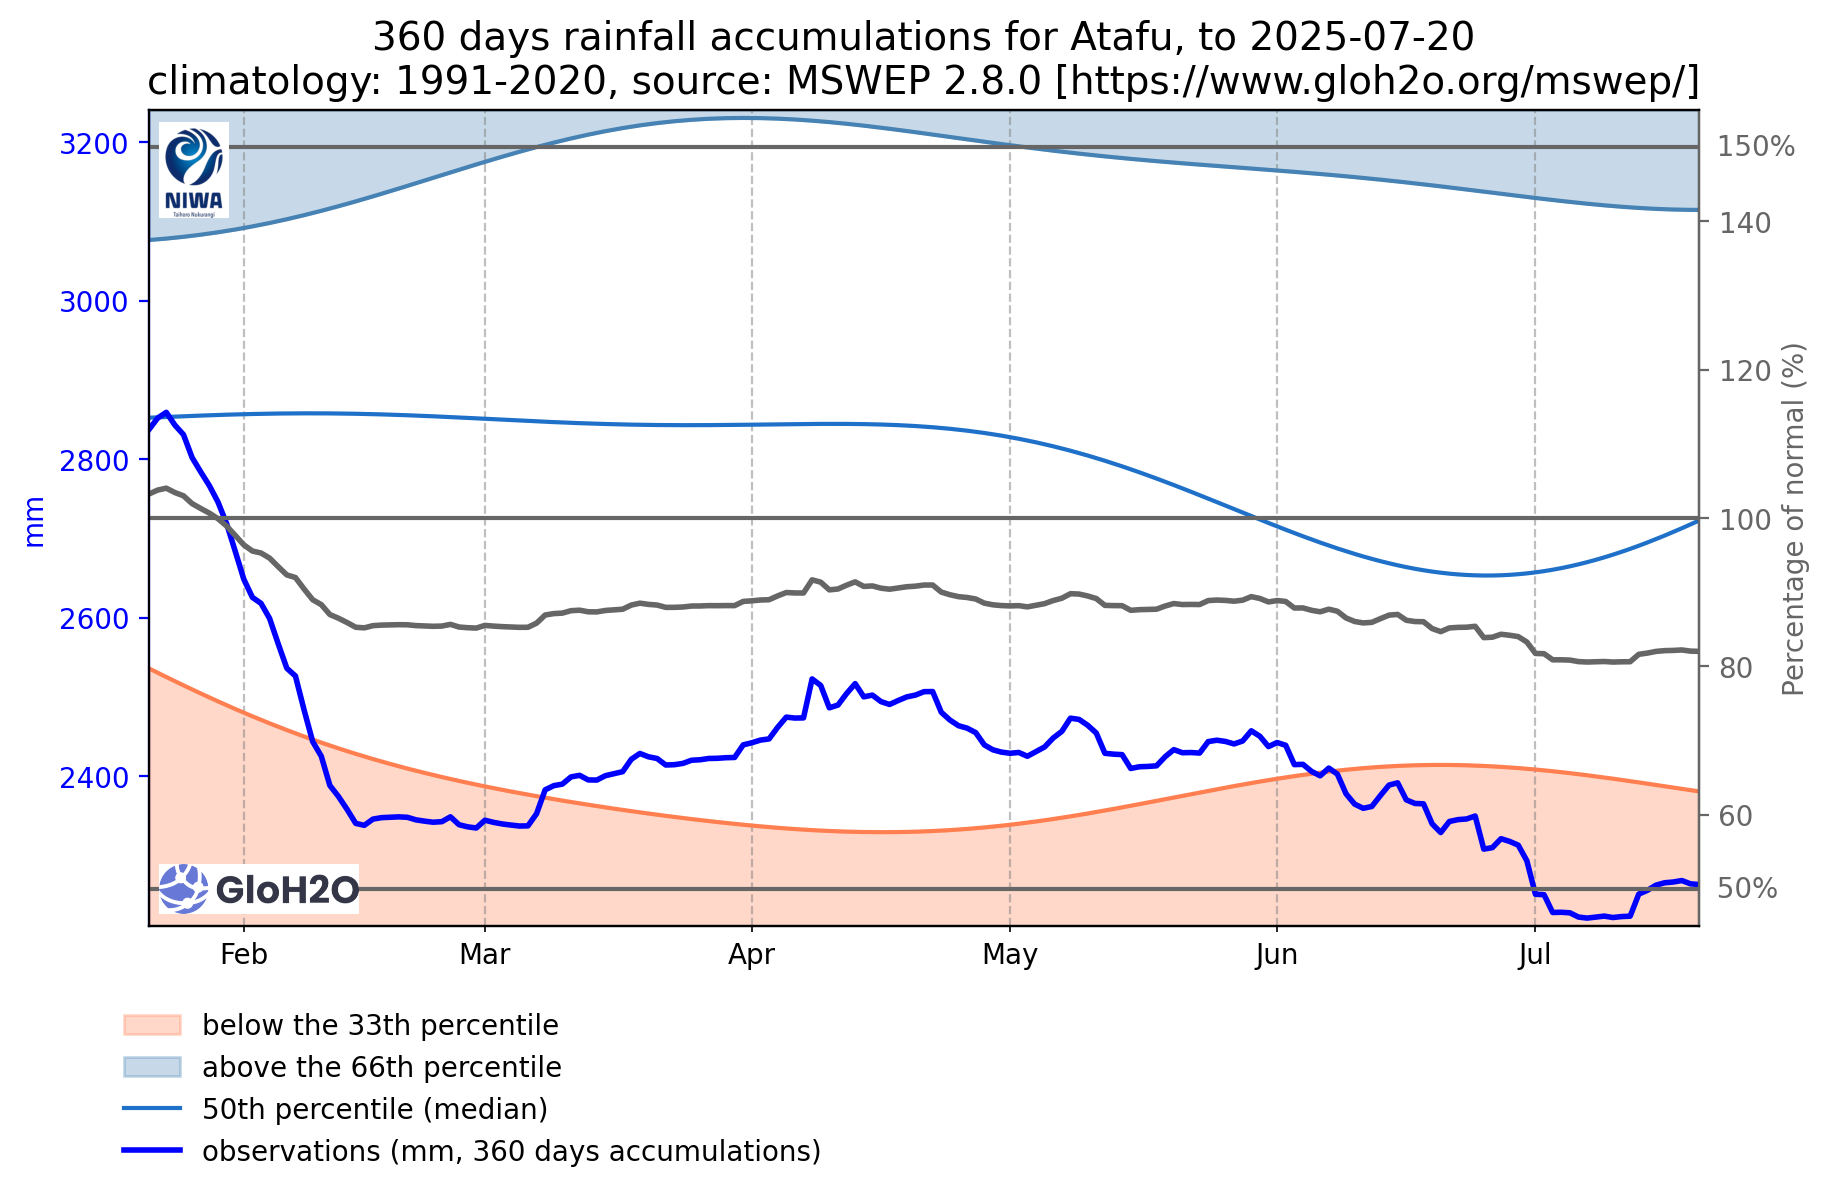 360 days rainfall accumulations for Atafu, to 2025-07-20
climatology: 1991-2020, source: MSWEP 2.8.0 [https://www.gloh2o.org/mswep/]
NIWA
Taihoro Nukurangi
3200
3000
2800
2600
2400
mm
150%
140
120
100
80
60
50%
Percentage of normal (%)
GloH2O
Feb
Mar
Apr
May
Jun
Jul
below the 33th percentile
above the 66th percentile
50th percentile (median)
observations (mm, 360 days accumulations)